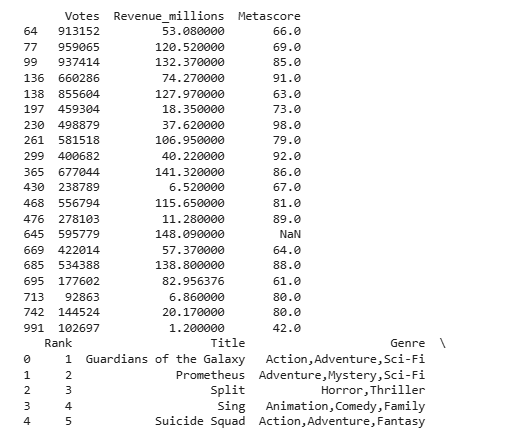 Votes Revenue_millions Metascore
64 913152 53.080000 66.0
77 959065 120.520000 69.0
99 937414 132.370000 85.0
136 660286 74.270000 91.0
138 855604 127.970000 63.0
197 459304 18.350000 73.0
230 498879 37.620000 98.0
261 581518 106.950000 79.0
299 400682 40.220000 92.0
365 677044 141.320000 86.0
430 238789 6.520000 67.0
468 556794 115.650000 81.0
476 278103 11.280000 89.0
645 595779 148.090000 NaN
669 422014 57.370000 64.0
685 534388 138.800000 88.0
695 177602 82.956376 61.0
713 92863 6.860000 80.0
742 144524 20.170000 80.0
991 102697 1.200000 42.0
Rank Title Genre \
0 1 Guardians of the Galaxy Action,Adventure,Sci-Fi
1 2 Prometheus Adventure,Mystery,Sci-Fi
2 3 Split Horror,Thriller
3 4 Sing Animation,Comedy,Family
4 5 Suicide Squad Action,Adventure,Fantasy